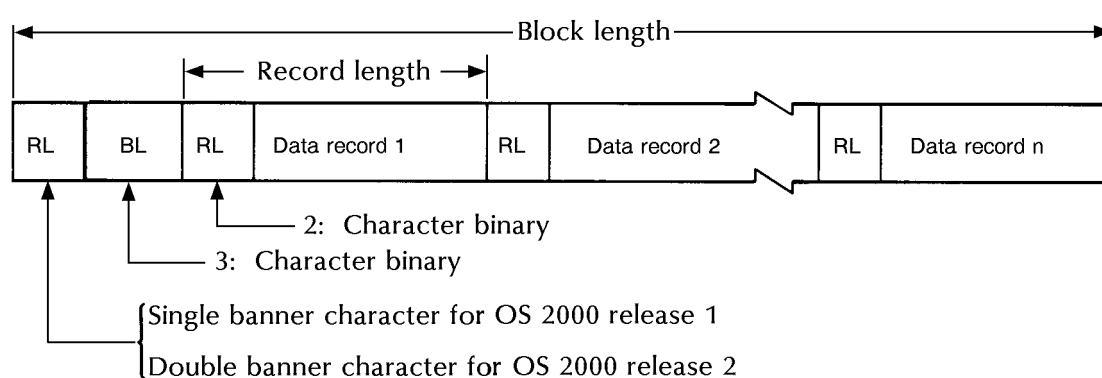 Block length
Record length
RL BL RL Data record 1 RL Data record 2 RL Data record n
2: Character binary
3: Character binary
Single banner character for OS 2000 release 1
Double banner character for OS 2000 release 2